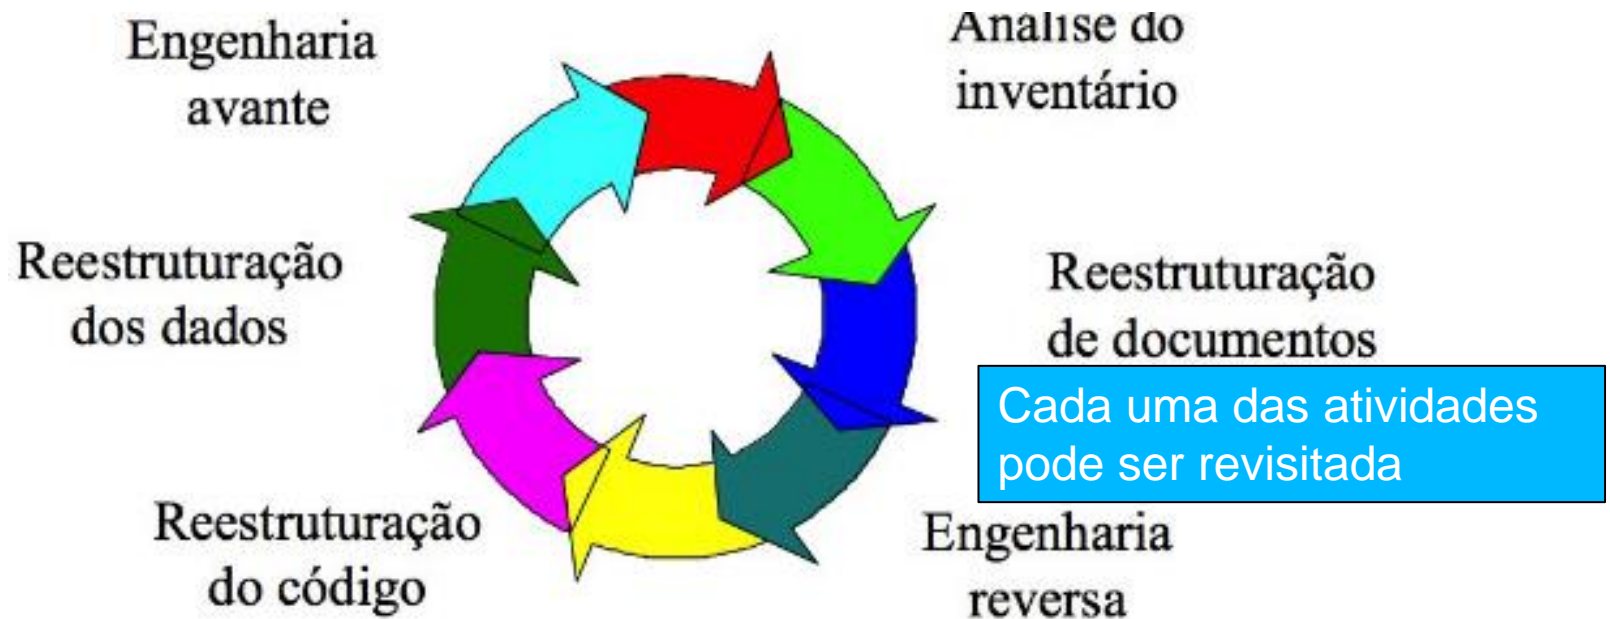 Engenharia
avante
Análise do
inventário
Reestruturação
de documentos
Cada uma das atividades
pode ser revisitada
Engenharia
reversa
Reestruturação
do código
Reestruturação
dos dados